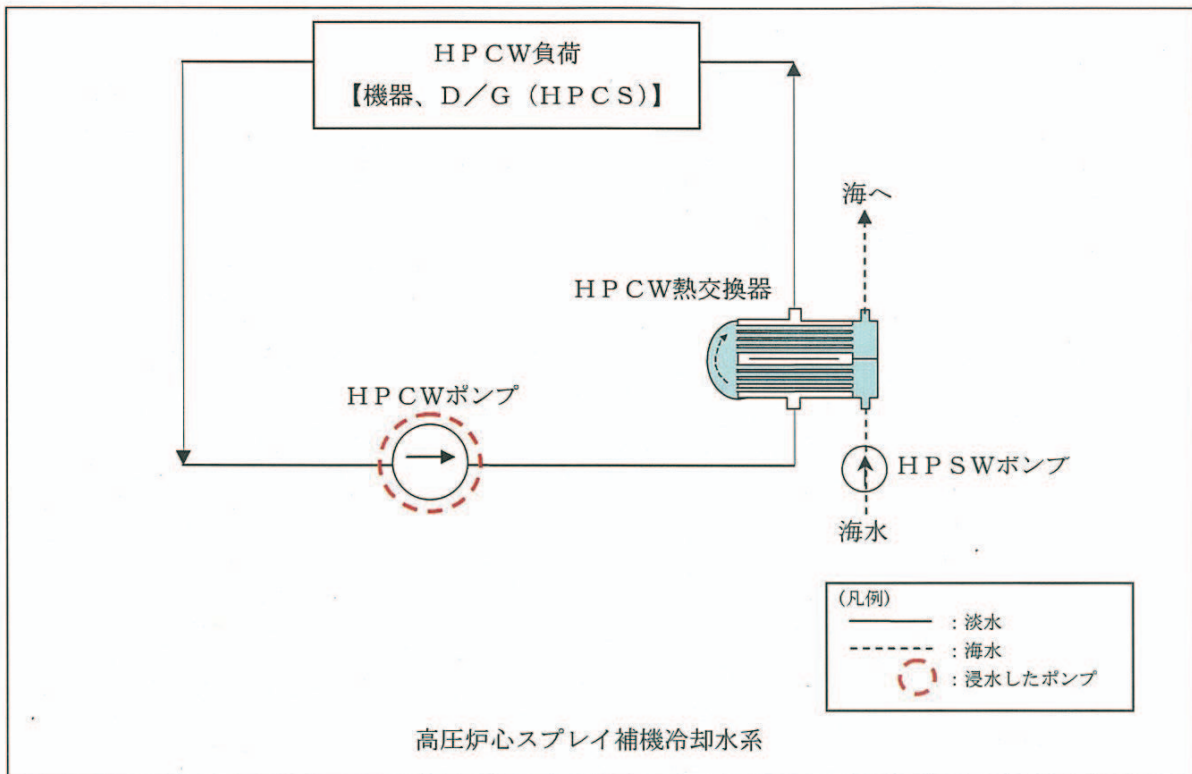 HPCW負荷
【機器、D/G(HPCS)】
海へ
HPCW熱交換器
HPCWポンプ
HPSWポンプ
海水
(凡例)
:淡水
:海水
:浸水したポンプ
高圧炉心スプレイ補機冷却水系